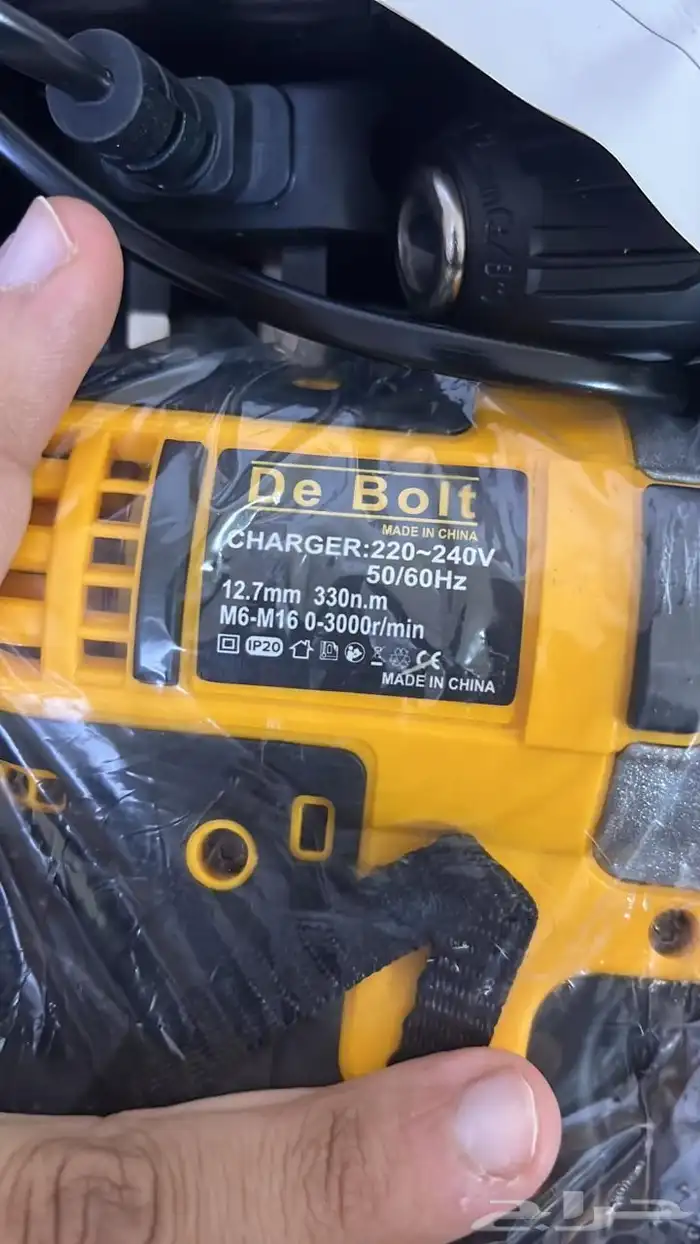 De Bolt
MADE IN CHINA
CHARGER:220~240V
50/60Hz
12.7mm 330n.m
M6-M16 0-3000r/min
IP20
CE
MADE IN CHINA
حراج